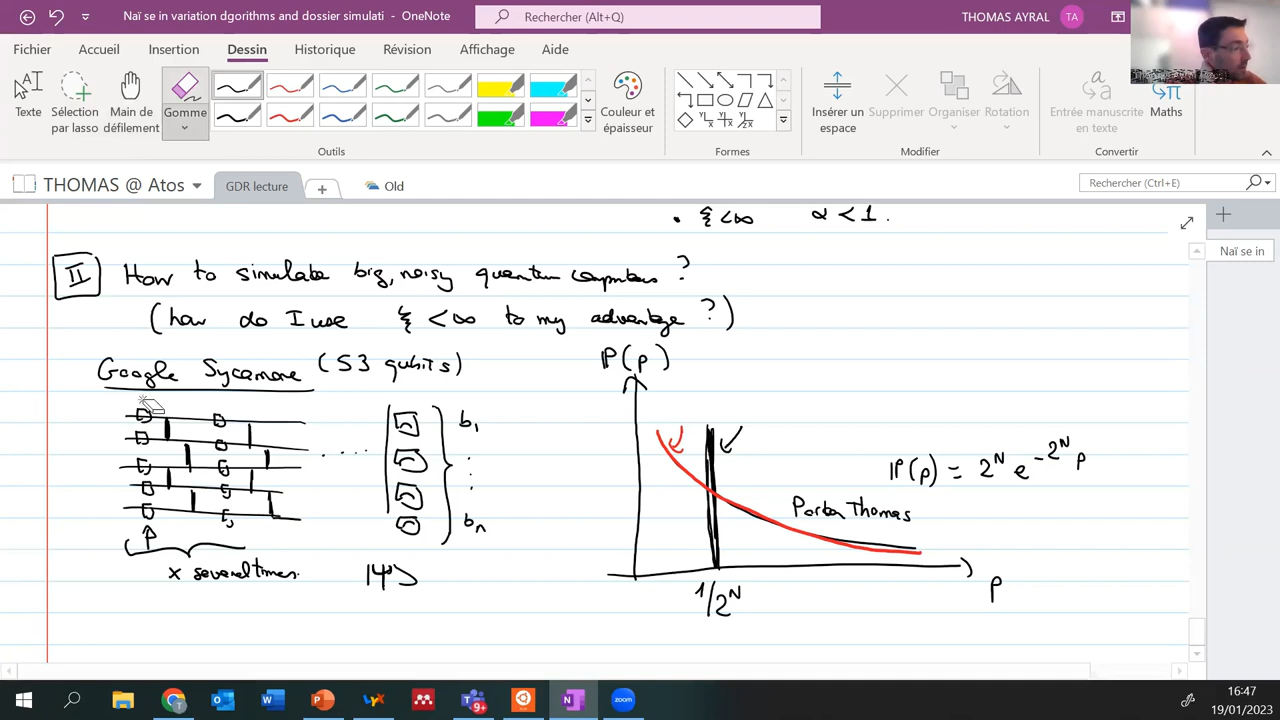 Naï se in variation dgorithms and dossier simulati - OneNote
Rechercher (Alt+Q)
THOMAS AYRAL
TA
Fichier Accueil Insertion Dessin Historique Révision Affichage Aide
Texte
Sélection par lasso
Main de défilement
Gomme
Couleur et épaisseur
Insérer un espace
Supprimer
Organiser
Rotation
Entrée manuscrite en texte
Maths
Outils
Formes
Modifier
Convertir
THOMAS @ Atos
GDR lecture
Old
Rechercher (Ctrl+E)
Naï se in
• ξ < ∞ α < 1.
II How to simulate big, noisy quantum computers ?
(how do I use ξ < ∞ to my advantage ?)
Google Sycamore (53 qubits)
b1
bn
x several times
|ψ>
P(p)
P(p) = 2^N e^{-2^N p}
Porter Thomas
1/2^N
p
16:47
19/01/2023
9+
zoom